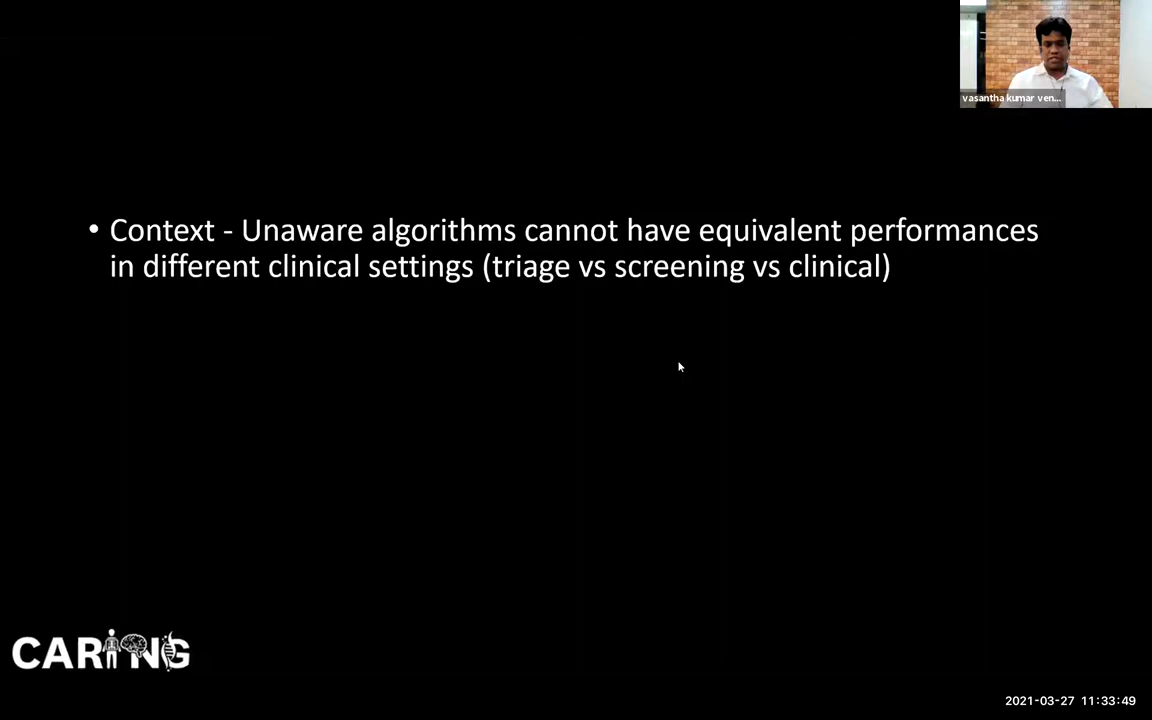 vasantha kumar ven...
• Context - Unaware algorithms cannot have equivalent performances
in different clinical settings (triage vs screening vs clinical)
CARING
2021-03-27 11:33:49